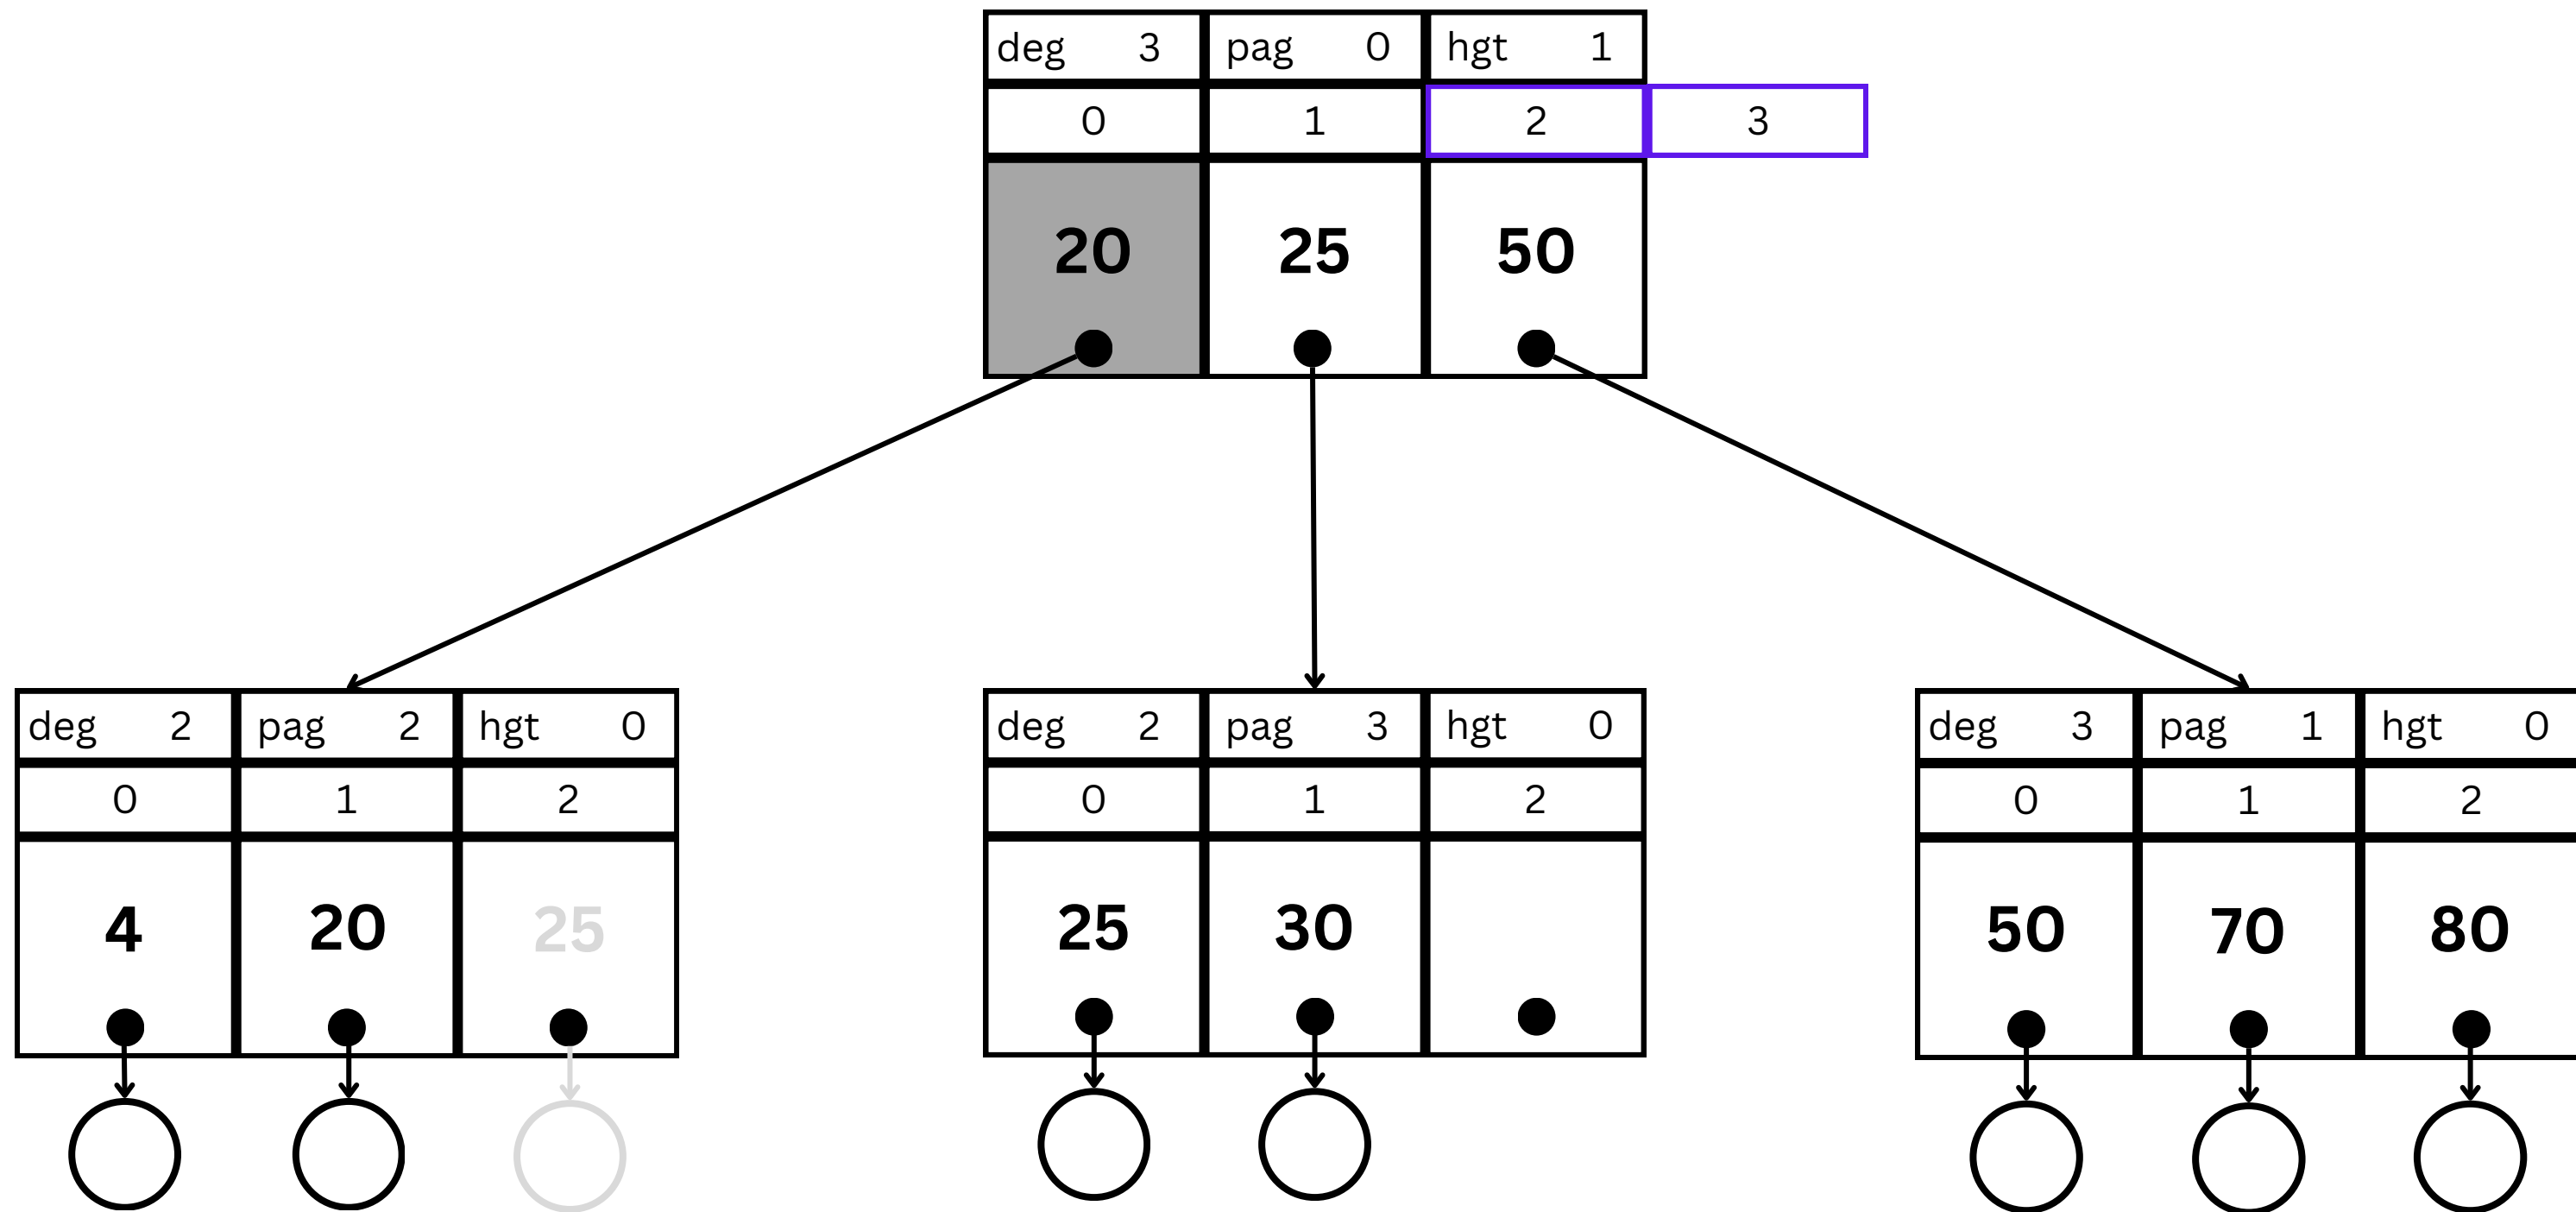 deg 3 pag 0 hgt 1
0 1 2 3
20 25 50
deg 2 pag 2 hgt 0
0 1 2
4 20 25
deg 2 pag 3 hgt 0
0 1 2
25 30
deg 3 pag 1 hgt 0
0 1 2
50 70 80